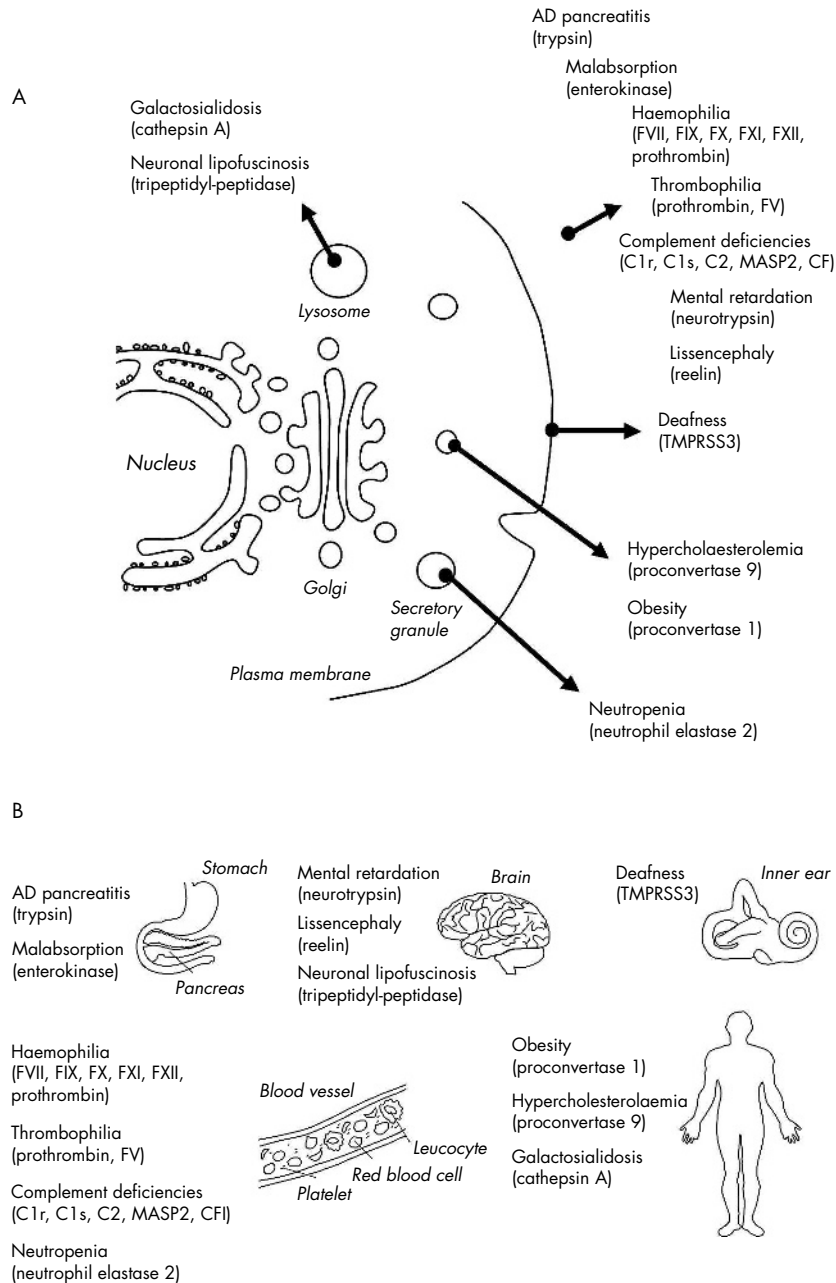 A
Galactosialidosis
(cathepsin A)
Neuronal lipofuscinosis
(tripeptidyl-peptidase)
AD pancreatitis
(trypsin)
Malabsorption
(enterokinase)
Haemophilia
(FVII, FIX, FX, FXI, FXII,
prothrombin)
Thrombophilia
(prothrombin, FV)
Complement deficiencies
(C1r, C1s, C2, MASP2, CF)
Mental retardation
(neurotrypsin)
Lissencephaly
(reelin)
Deafness
(TMPRSS3)
Hypercholaesterolemia
(proconvertase 9)
Obesity
(proconvertase 1)
Neutropenia
(neutrophil elastase 2)
Lysosome
Nucleus
Golgi
Secretory
granule
Plasma membrane
B
AD pancreatitis
(trypsin)
Malabsorption
(enterokinase)
Stomach
Pancreas
Mental retardation
(neurotrypsin)
Lissencephaly
(reelin)
Neuronal lipofuscinosis
(tripeptidyl-peptidase)
Brain
Deafness
(TMPRSS3)
Inner ear
Haemophilia
(FVII, FIX, FX, FXI, FXII,
prothrombin)
Thrombophilia
(prothrombin, FV)
Complement deficiencies
(C1r, C1s, C2, MASP2, CFI)
Neutropenia
(neutrophil elastase 2)
Blood vessel
Leucocyte
Red blood cell
Platelet
Obesity
(proconvertase 1)
Hypercholesterolaemia
(proconvertase 9)
Galactosialidosis
(cathepsin A)